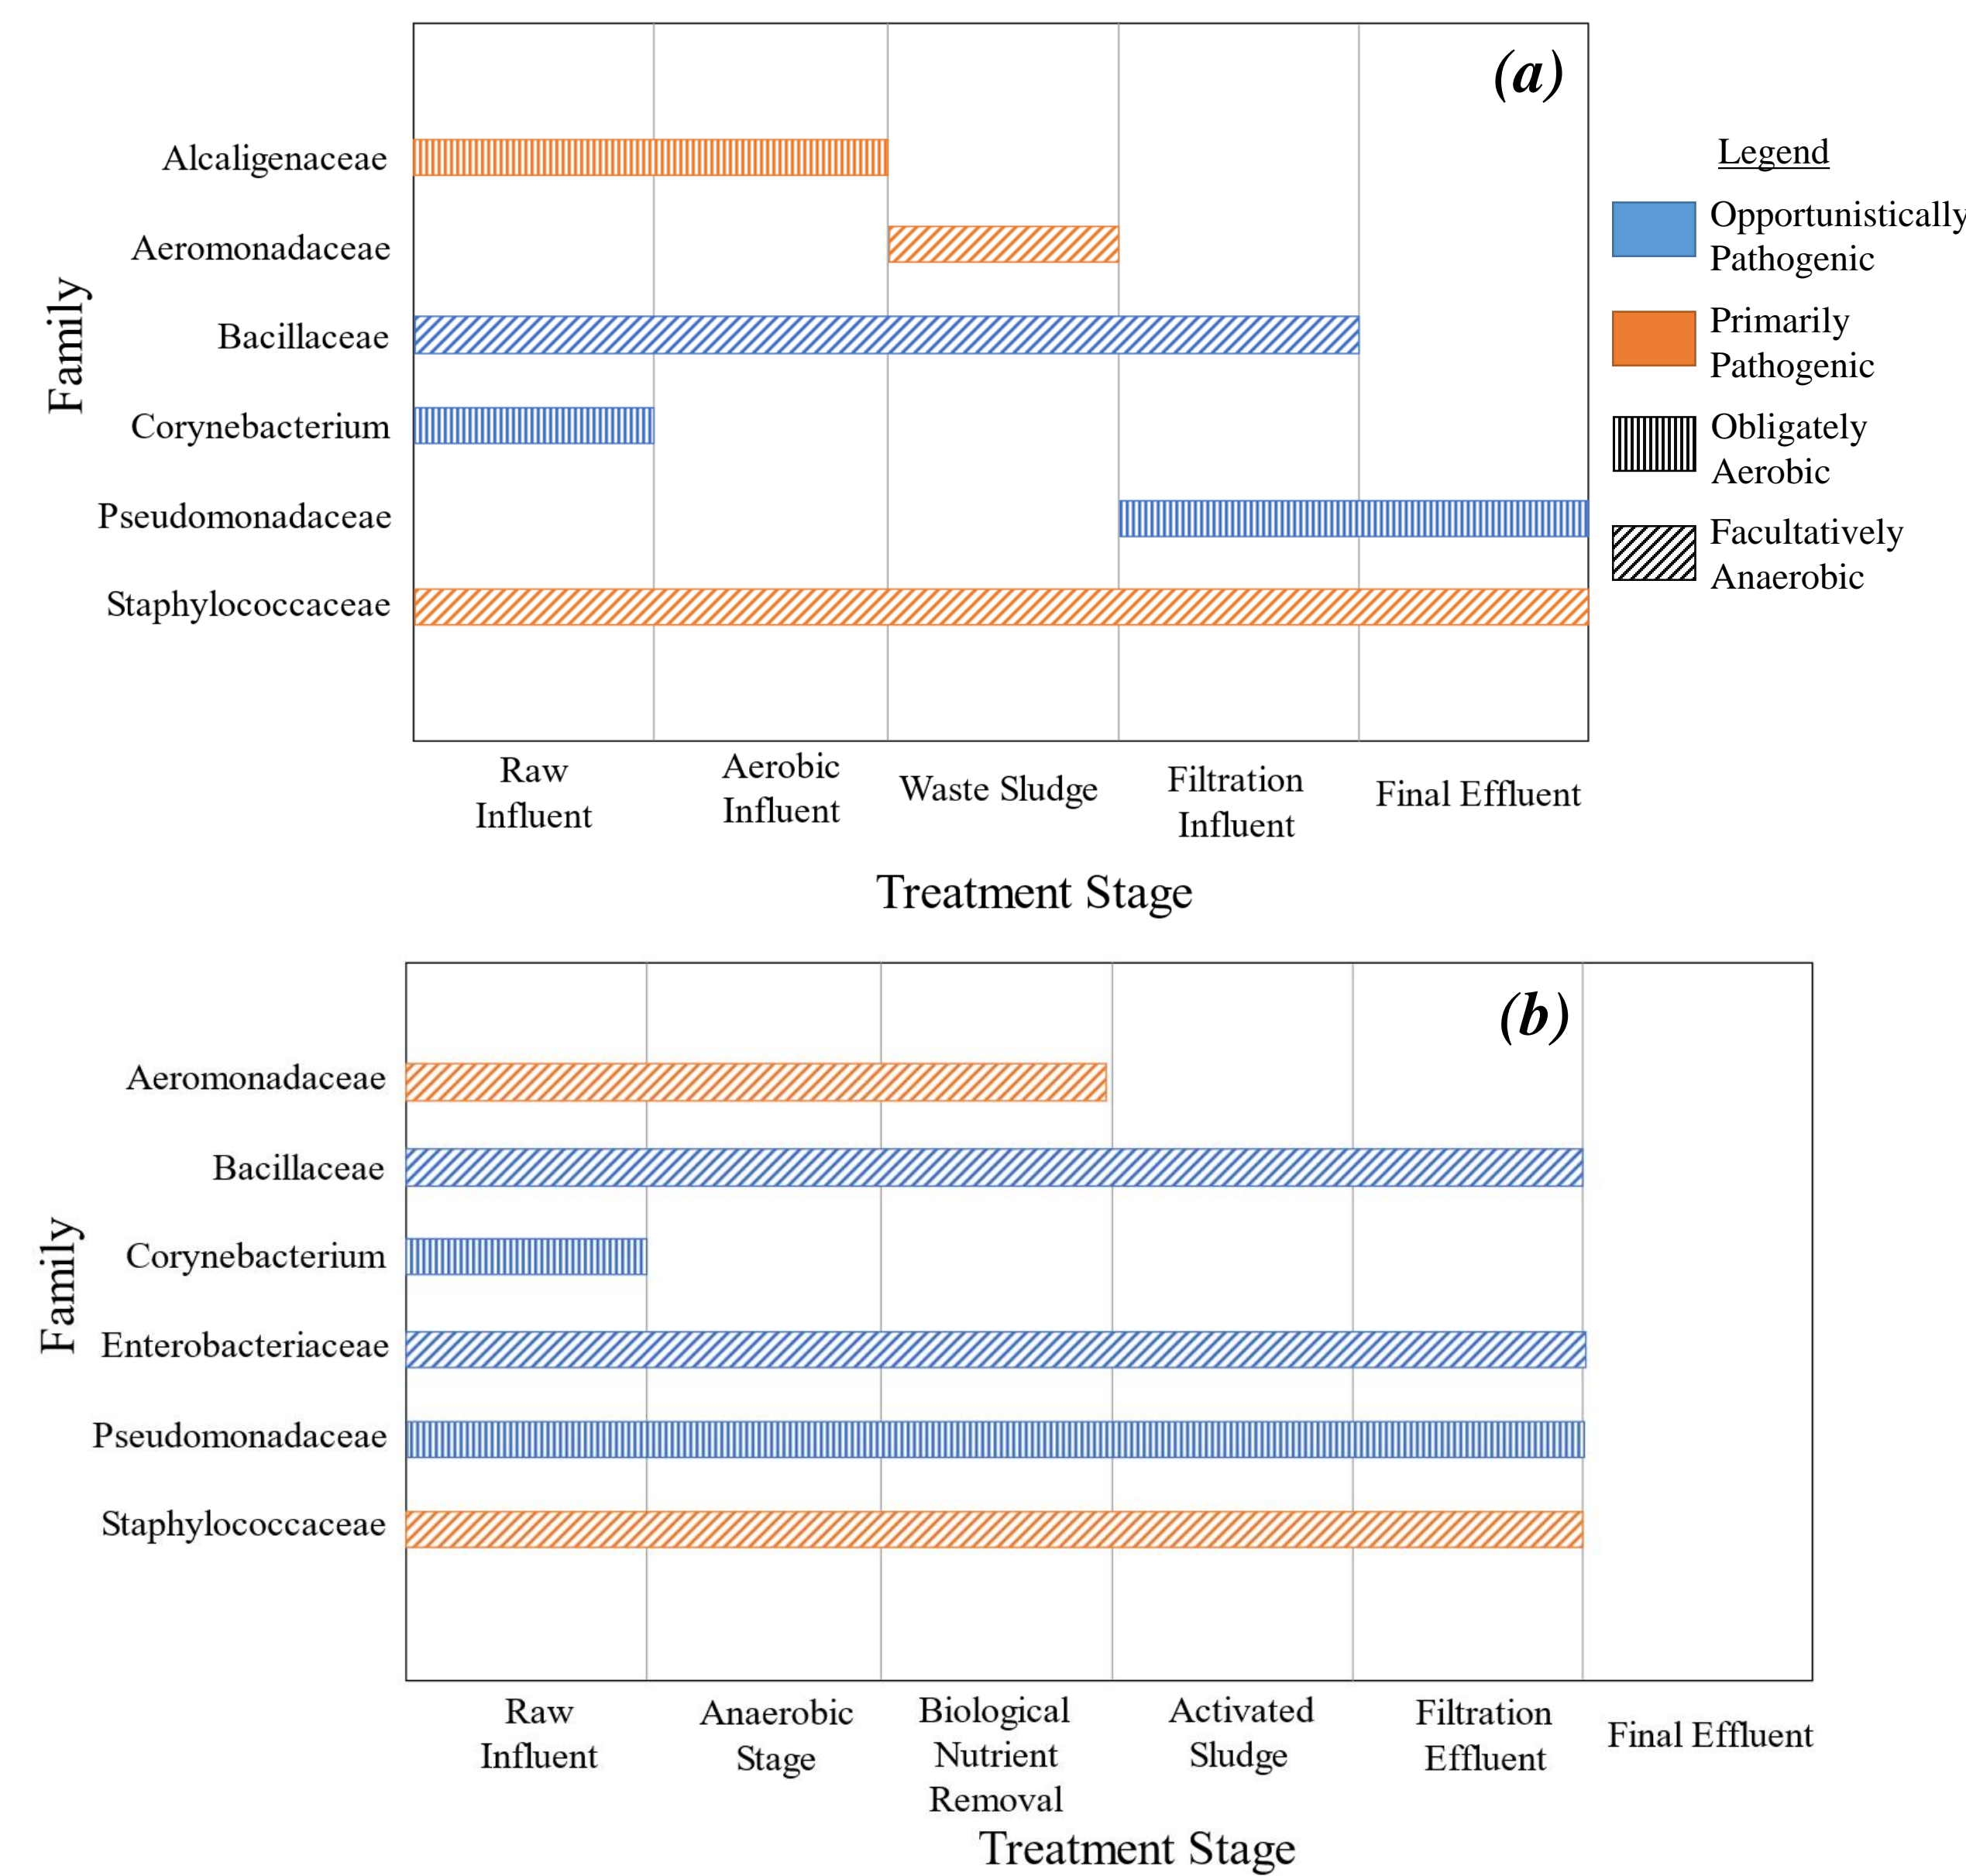 (a)
Family
Alcaligenaceae
Aeromonadaceae
Bacillaceae
Corynebacterium
Pseudomonadaceae
Staphylococcaceae
Raw
Influent
Aerobic
Influent
Waste Sludge
Filtration
Influent
Final Effluent
Treatment Stage
Legend
Opportunistically
Pathogenic
Primarily
Pathogenic
Obligately
Aerobic
Facultatively
Anaerobic
(b)
Family
Aeromonadaceae
Bacillaceae
Corynebacterium
Enterobacteriaceae
Pseudomonadaceae
Staphylococcaceae
Raw
Influent
Anaerobic
Stage
Biological
Nutrient
Removal
Activated
Sludge
Filtration
Effluent
Final Effluent
Treatment Stage